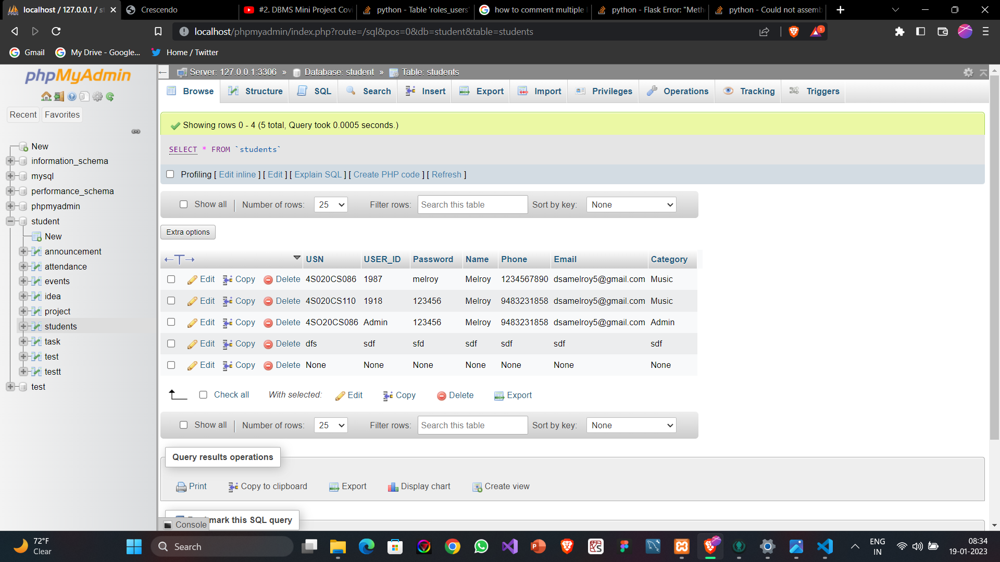 localhost / 127.0.0.1 / st
Crescendo
#2. DBMS Mini Project Covi
python - Table 'roles_users'
how to comment multiple l
python - Flask Error: "Meth
python - Could not assemb
localhost/phpmyadmin/index.php?route=/sql&pos=0&db=student&table=students
1
Gmail
My Drive - Google...
Home / Twitter
phpMyAdmin
Recent
Favorites
New
information_schema
mysql
performance_schema
phpmyadmin
student
New
announcement
attendance
events
idea
project
students
task
test
testt
test
Server: 127.0.0.1:3306 » Database: student » Table: students
Browse Structure SQL Search Insert Export Import Privileges Operations Tracking Triggers
Showing rows 0 - 4 (5 total, Query took 0.0005 seconds.)
SELECT * FROM `students`
Profiling [ Edit inline ] [ Edit ] [ Explain SQL ] [ Create PHP code ] [ Refresh ]
Show all Number of rows: 25 Filter rows: Search this table Sort by key: None
Extra options
←T→ USN USER_ID Password Name Phone Email Category
Edit Copy Delete 4S020CS086 1987 melroy Melroy 1234567890 dsamelroy5@gmail.com Music
Edit Copy Delete 4S020CS110 1918 123456 Melroy 9483231858 dsamelroy5@gmail.com Music
Edit Copy Delete 4SO20CS086 Admin 123456 Melroy 9483231858 dsamelroy5@gmail.com Admin
Edit Copy Delete dfs sdf sfd sdf sdf sdf sdf
Edit Copy Delete None None None None None None None
Check all With selected: Edit Copy Delete Export
Show all Number of rows: 25 Filter rows: Search this table Sort by key: None
Query results operations
Print Copy to clipboard Export Display chart Create view
mark this SQL query
Console
72°F
Clear
Search
ENG
IN
08:34
19-01-2023